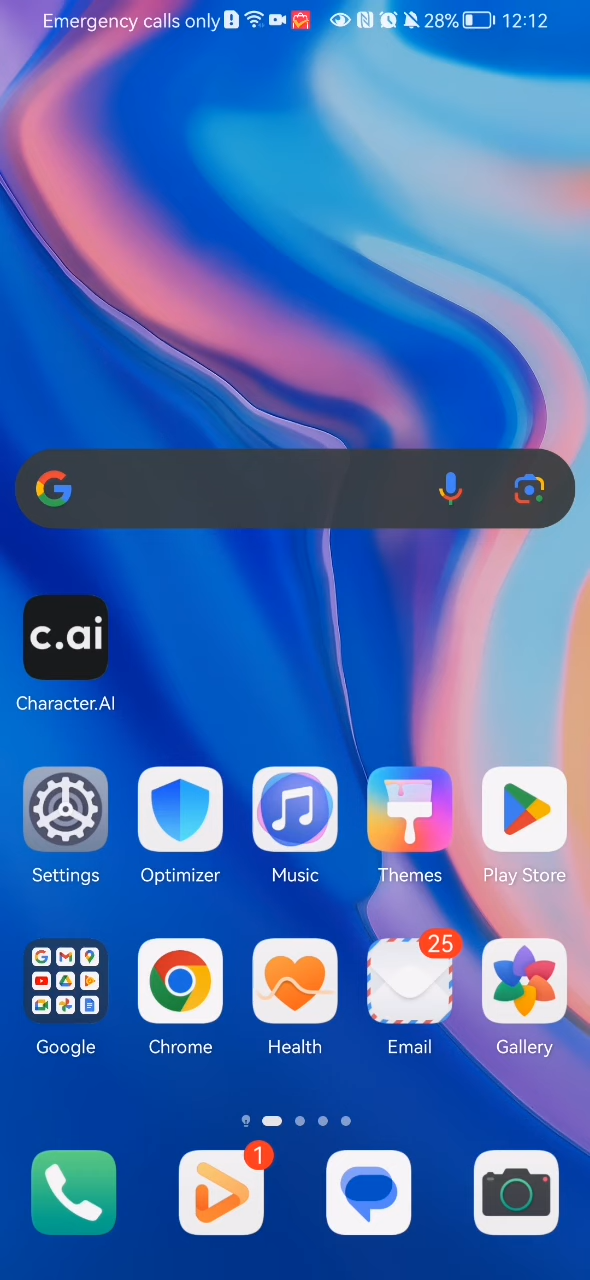 Emergency calls only 28% 12:12
c.ai
Character.AI
Settings Optimizer Music Themes Play Store
25
Google Chrome Health Email Gallery
1